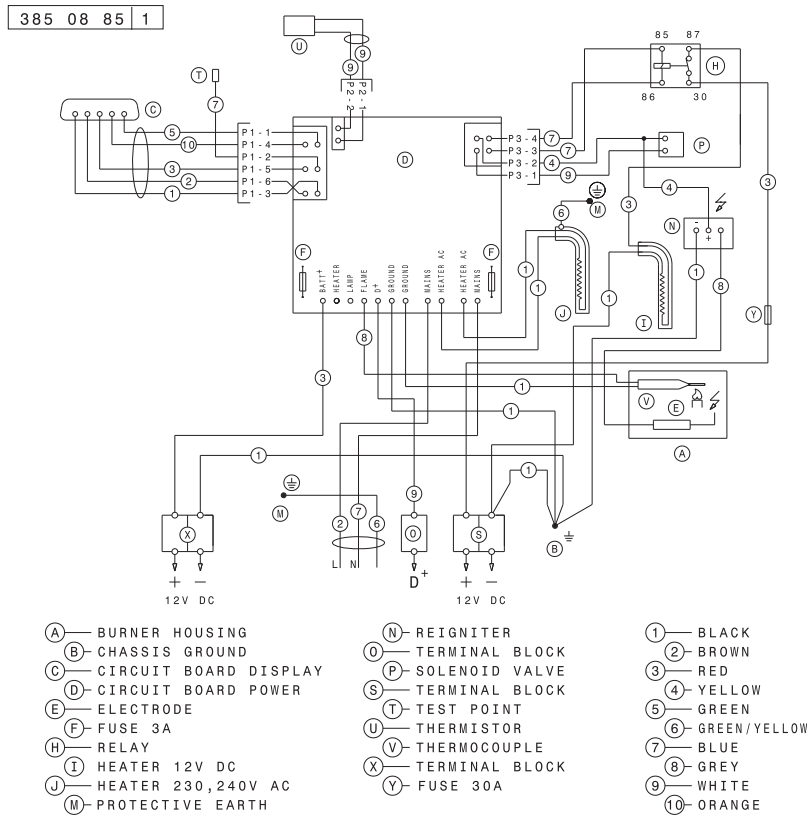 385 08 85 1
85 87
U
9
H
T
9
P2-2 P2-1
86 30
C
7
5
P1-1
P3-4
7
10
P1-4
P3-3
7
P
P1-2
D
P3-2
4
3
P1-5
P3-1
9
2
P1-6
4
3
1
P1-3
M
3
6
N
- +
F
F
BATT+
HEATER
LAMP
FLAME
D+
GROUND
GROUND
MAINS
HEATER AC
HEATER AC
MAINS
1
1
1
1
8
J
I
Y
8
3
1
V
E
1
A
1
1
9
M
2
7
6
X
O
S
B
L N
D+
+ -
+ -
12V DC
12V DC
A BURNER HOUSING
B CHASSIS GROUND
C CIRCUIT BOARD DISPLAY
D CIRCUIT BOARD POWER
E ELECTRODE
F FUSE 3A
H RELAY
I HEATER 12V DC
J HEATER 230,240V AC
M PROTECTIVE EARTH
N REIGNITER
O TERMINAL BLOCK
P SOLENOID VALVE
S TERMINAL BLOCK
T TEST POINT
U THERMISTOR
V THERMOCOUPLE
X TERMINAL BLOCK
Y FUSE 30A
1 BLACK
2 BROWN
3 RED
4 YELLOW
5 GREEN
6 GREEN/YELLOW
7 BLUE
8 GREY
9 WHITE
10 ORANGE